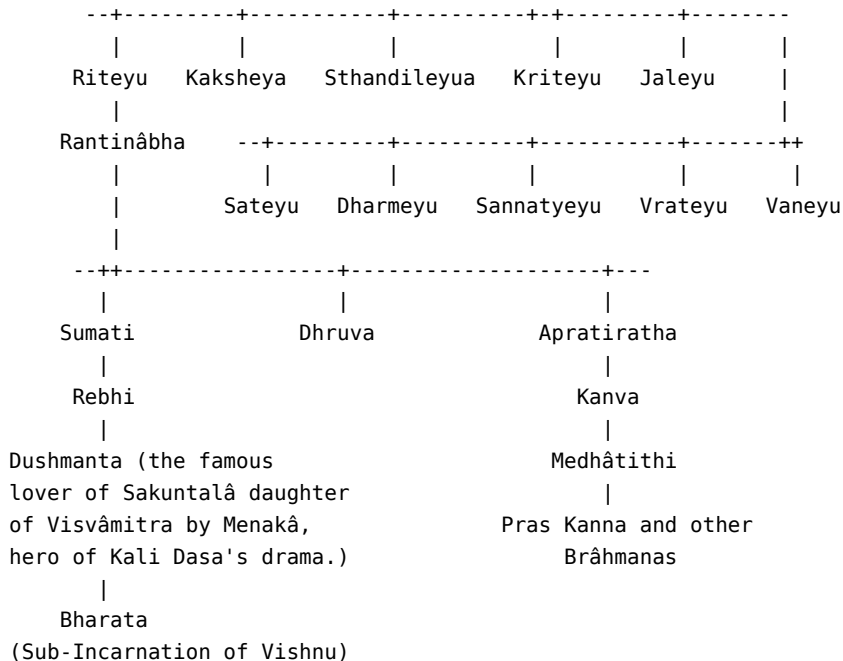 Riteyu Kaksheya Sthandileyua Kriteyu Jaleyu
Rantinâbha
Sateyu Dharmeyu Sannatyeyu Vrateyu Vaneyu
Sumati Dhruva Apratiratha
Rebhi Kanva
Dushmanta (the famous Medhâtithi
lover of Sakuntalâ daughter
of Visvâmitra by Menakâ, Pras Kanna and other
hero of Kali Dasa's drama.) Brâhmanas
Bharata
(Sub-Incarnation of Vishnu)